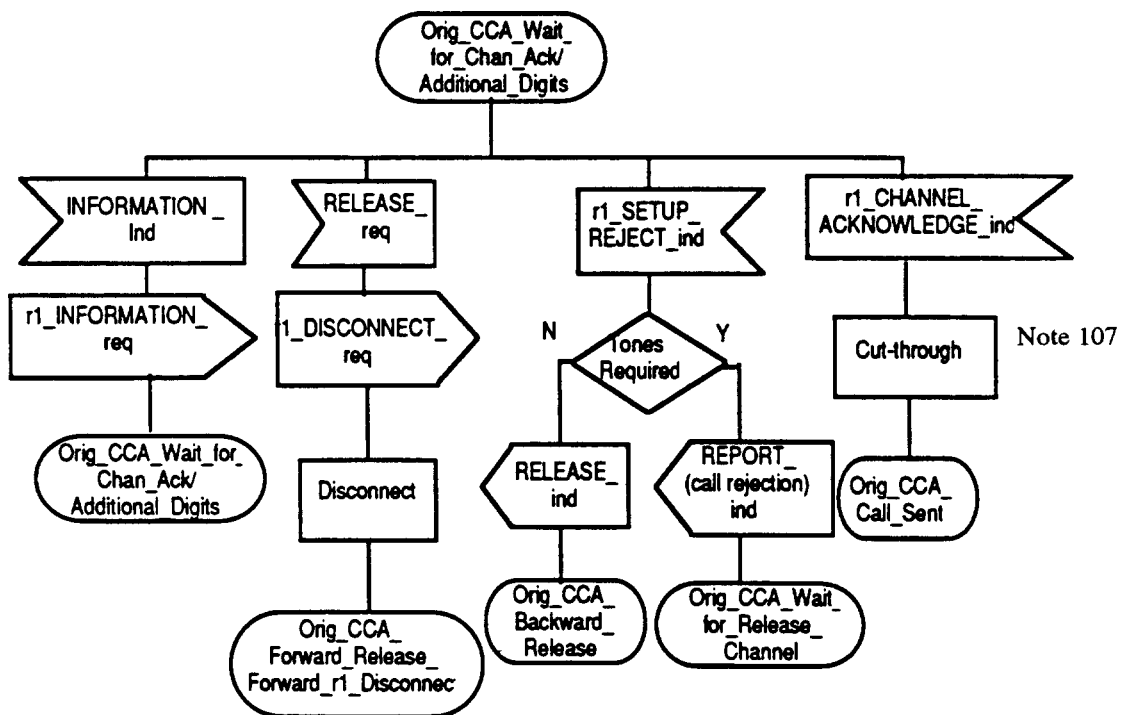 Orig_CCA_Wait_
for_Chan_Ack/
Additional_Digits
INFORMATION_
Ind
RELEASE_
req
r1_SETUP_
REJECT_ind
r1_CHANNEL_
ACKNOWLEDGE_ind
r1_INFORMATION_
req
1_DISCONNECT_
req
N
Tones
Required
Y
Cut-through
Note 107
Orig_CCA_Wait_for_
Chan_Ack/
Additional_Digits
Disconnect
RELEASE_
ind
REPORT_
(call rejection)
ind
Orig_CCA_
Call_Sent
Orig_CCA_
Forward_Release_
Forward_r1_Disconnec
Orig_CCA_
Backward_
Release
Orig_CCA_Wait_
for_Release_
Channel